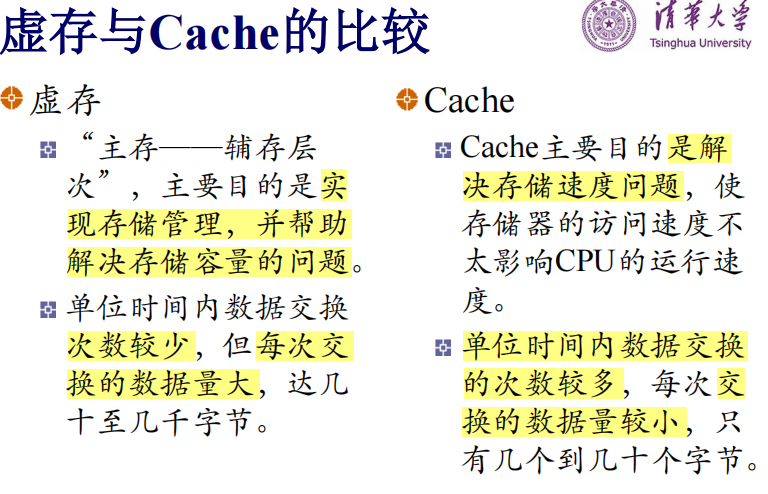 虚存与Cache的比较
清华大学
Tsinghua University
虚存
“主存——辅存层
次”，主要目的是实
现存储管理，并帮助
解决存储容量的问题。
单位时间内数据交换
次数较少，但每次交
换的数据量大，达几
十至几千字节。
Cache
Cache主要目的是解
决存储速度问题，使
存储器的访问速度不
太影响CPU的运行速
度。
单位时间内数据交换
的次数较多，每次交
换的数据量较小，只
有几个到几十个字节。